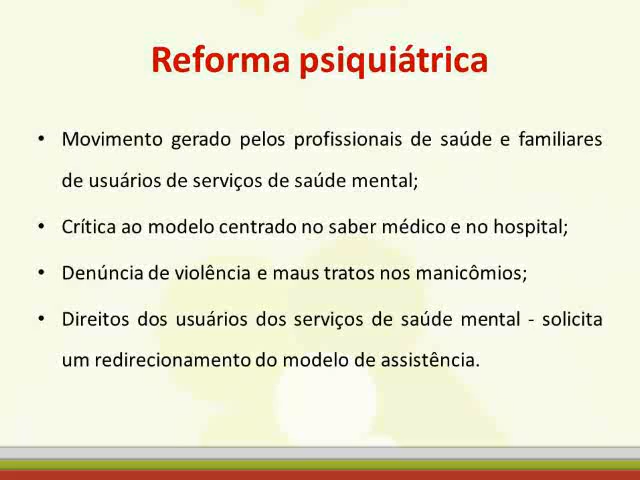 Reforma psiquiátrica
• Movimento gerado pelos profissionais de saúde e familiares
de usuários de serviços de saúde mental;
• Crítica ao modelo centrado no saber médico e no hospital;
• Denúncia de violência e maus tratos nos manicômios;
• Direitos dos usuários dos serviços de saúde mental - solicita
um redirecionamento do modelo de assistência.